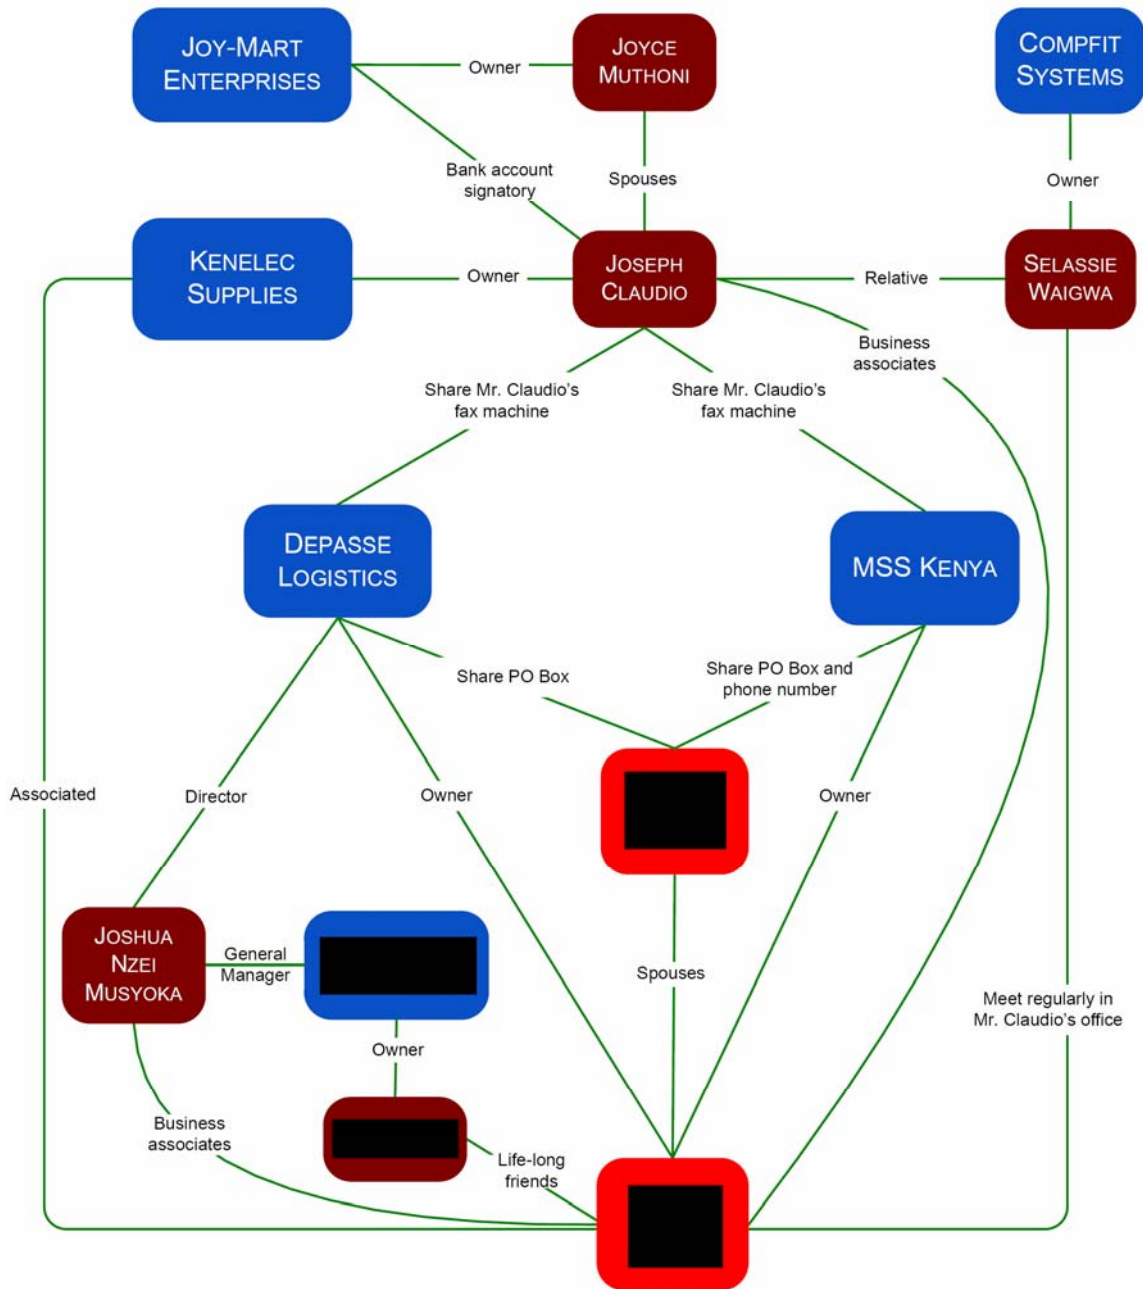 JOY-MART
ENTERPRISES
Owner
JOYCE
MUTHONI
COMPFIT
SYSTEMS
Bank account
signatory
Spouses
Owner
KENELEC
SUPPLIES
Owner
JOSEPH
CLAUDIO
Relative
SELASSIE
WAIGWA
Business
associates
Share Mr. Claudio's
fax machine
Share Mr. Claudio's
fax machine
DEPASSE
LOGISTICS
MSS KENYA
Share PO Box
Share PO Box and
phone number
Associated
Director
Owner
Owner
JOSHUA
NZEI
MUSYOKA
General
Manager
Spouses
Meet regularly in
Mr. Claudio's office
Owner
Business
associates
Life-long
friends